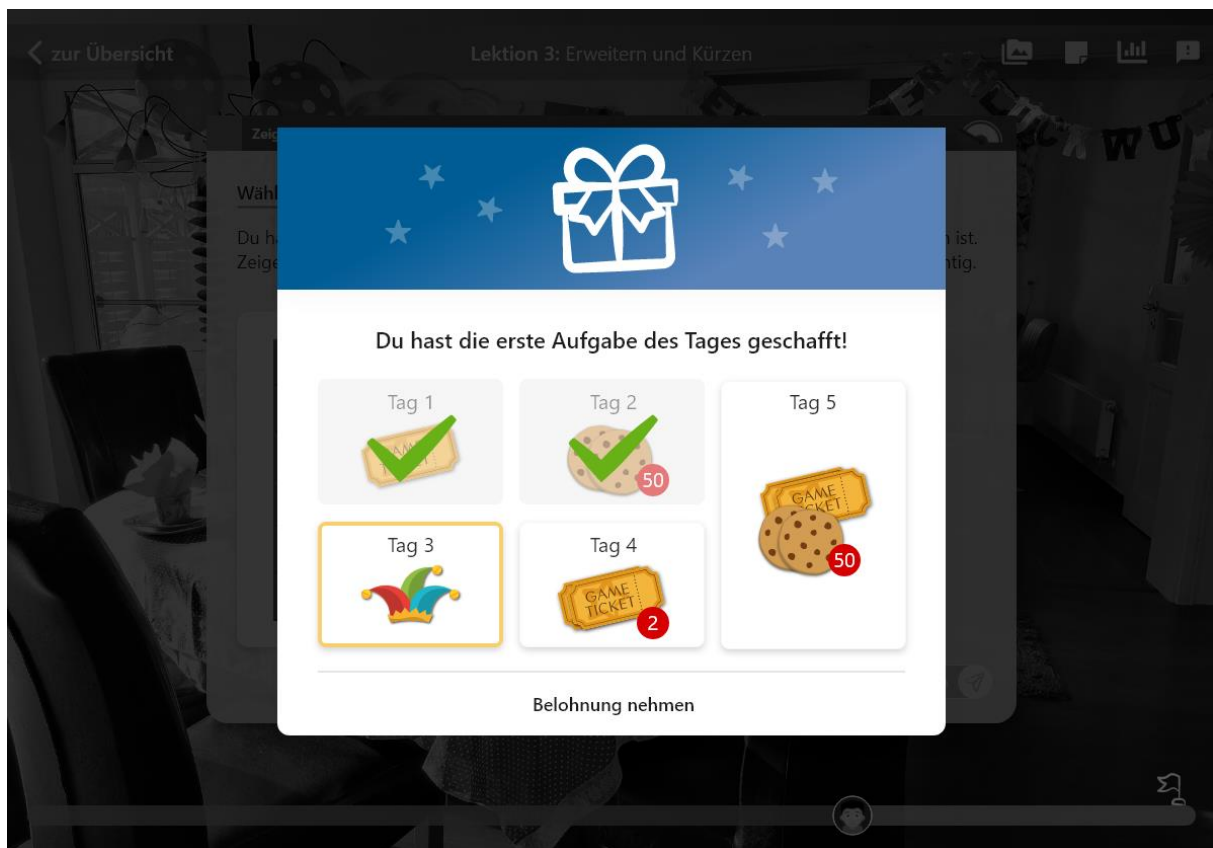 zur Übersicht
Lektion 3: Erweitern und Kürzen
Du hast die erste Aufgabe des Tages geschafft!
Tag 1
Tag 2
50
Tag 5
GAME
TICKET
50
Tag 3
Tag 4
GAME
TICKET
2
Belohnung nehmen